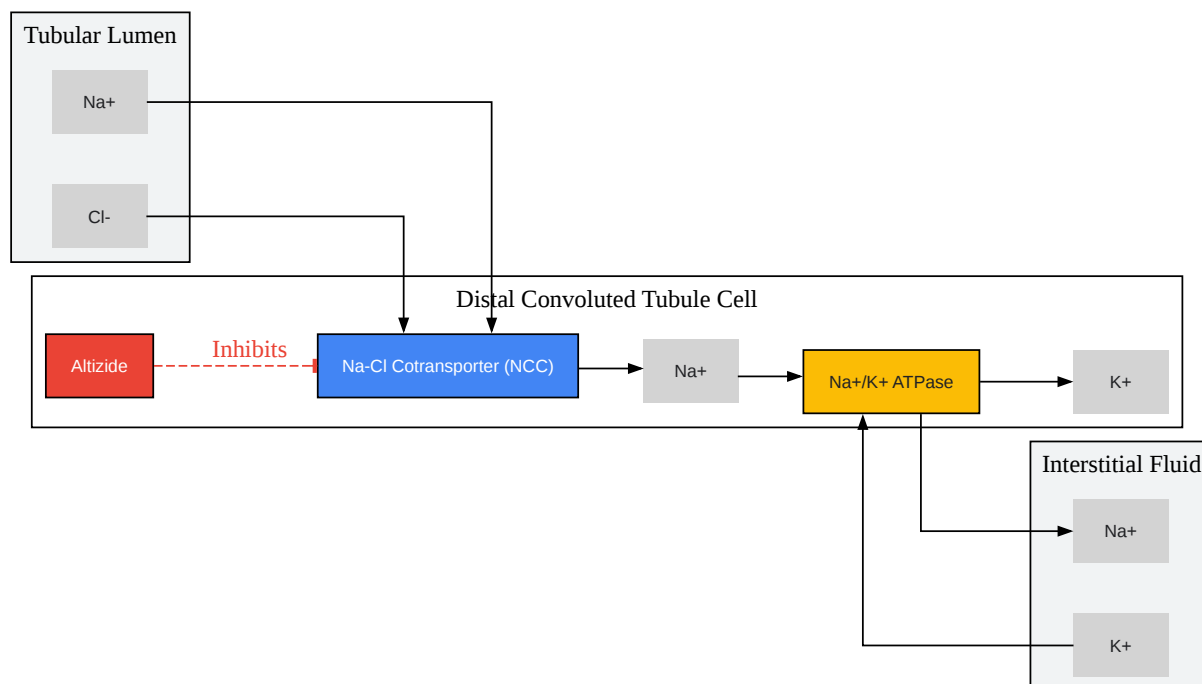 Tubular Lumen
Na+
Cl-
Distal Convoluted Tubule Cell
Altizide
Inhibits
Na-Cl Cotransporter (NCC)
Na+
Na+/K+ ATPase
K+
Interstitial Fluid
Na+
K+